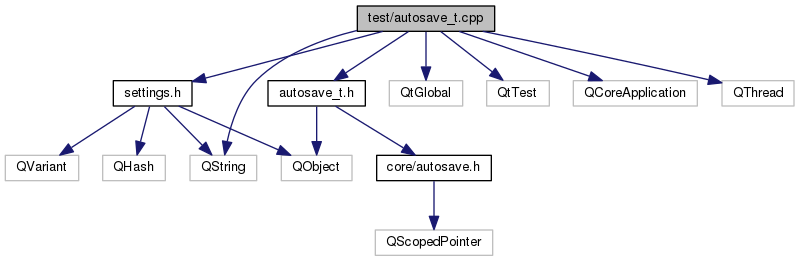 test/autosave_t.cpp
settings.h
autosave_t.h
QtGlobal
QtTest
QCoreApplication
QThread
QVariant
QHash
QString
QObject
core/autosave.h
QScopedPointer